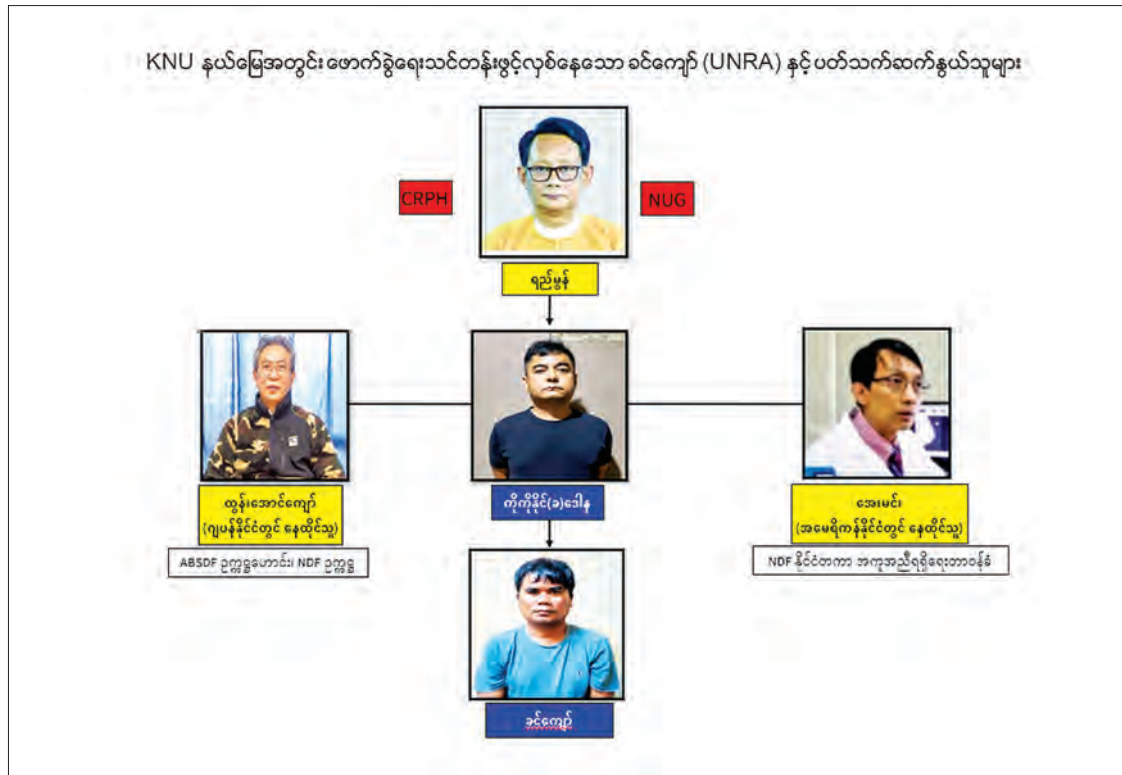 KNU နယ်မြေအတွင်း ဖောက်ခွဲရေးသင်တန်းဖွင့်လှစ်နေသော ခင်ကျော် (UNRA) နှင့် ပတ်သက်ဆက်နွယ်သူများ
CRPH
NUG
ရည်မွန်
ထွန်းအောင်ကျော်
(ဂျပန်နိုင်ငံတွင် နေထိုင်သူ)
ABSDF ဥက္ကဋ္ဌဟောင်း၊ NDF ဥက္ကဋ္ဌ
ကိုကိုနိုင်(ခ)ဒေါန
အေးမင်း
(အမေရိကန်နိုင်ငံတွင် နေထိုင်သူ)
NDF နိုင်ငံတကာ အကူအညီရရှိရေးတာဝန်ခံ
ခင်ကျော်